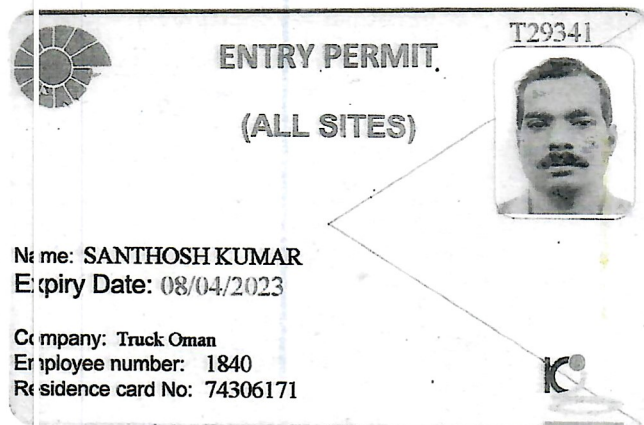 T29341
ENTRY PERMIT
(ALL SITES)
Name: SANTHOSH KUMAR
Expiry Date: 08/04/2023
Company: Truck Oman
Employee number: 1840
Residence card No: 74306171